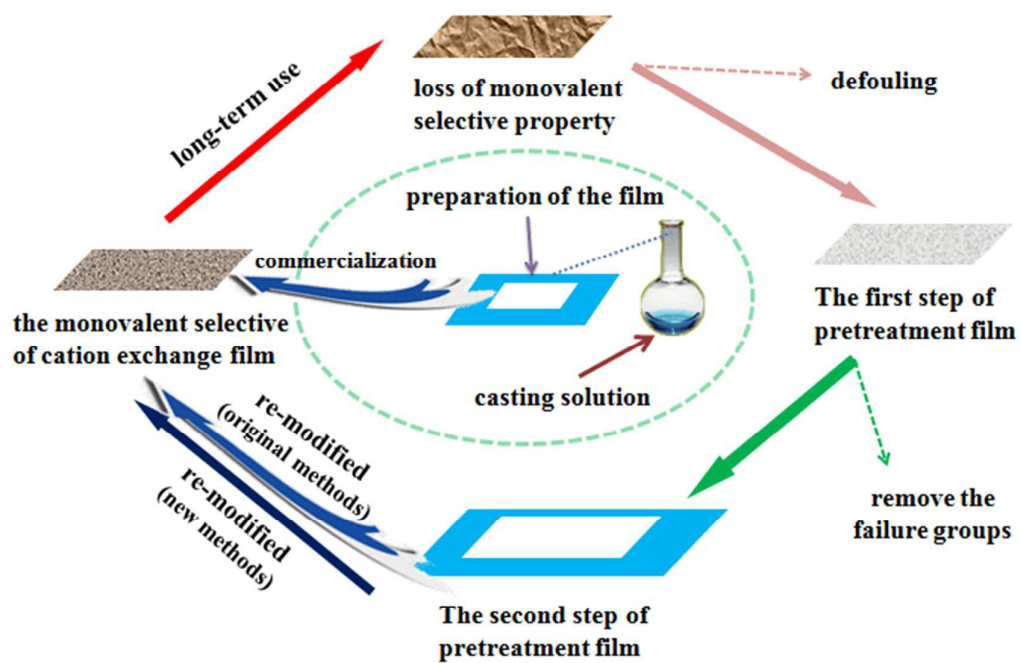 long-term use
loss of monovalent
selective property
defouling
preparation of the film
commercialization
the monovalent selective
of cation exchange film
The first step of
pretreatment film
casting solution
re-modified
(original methods)
re-modified
(new methods)
remove the
failure groups
The second step of
pretreatment film